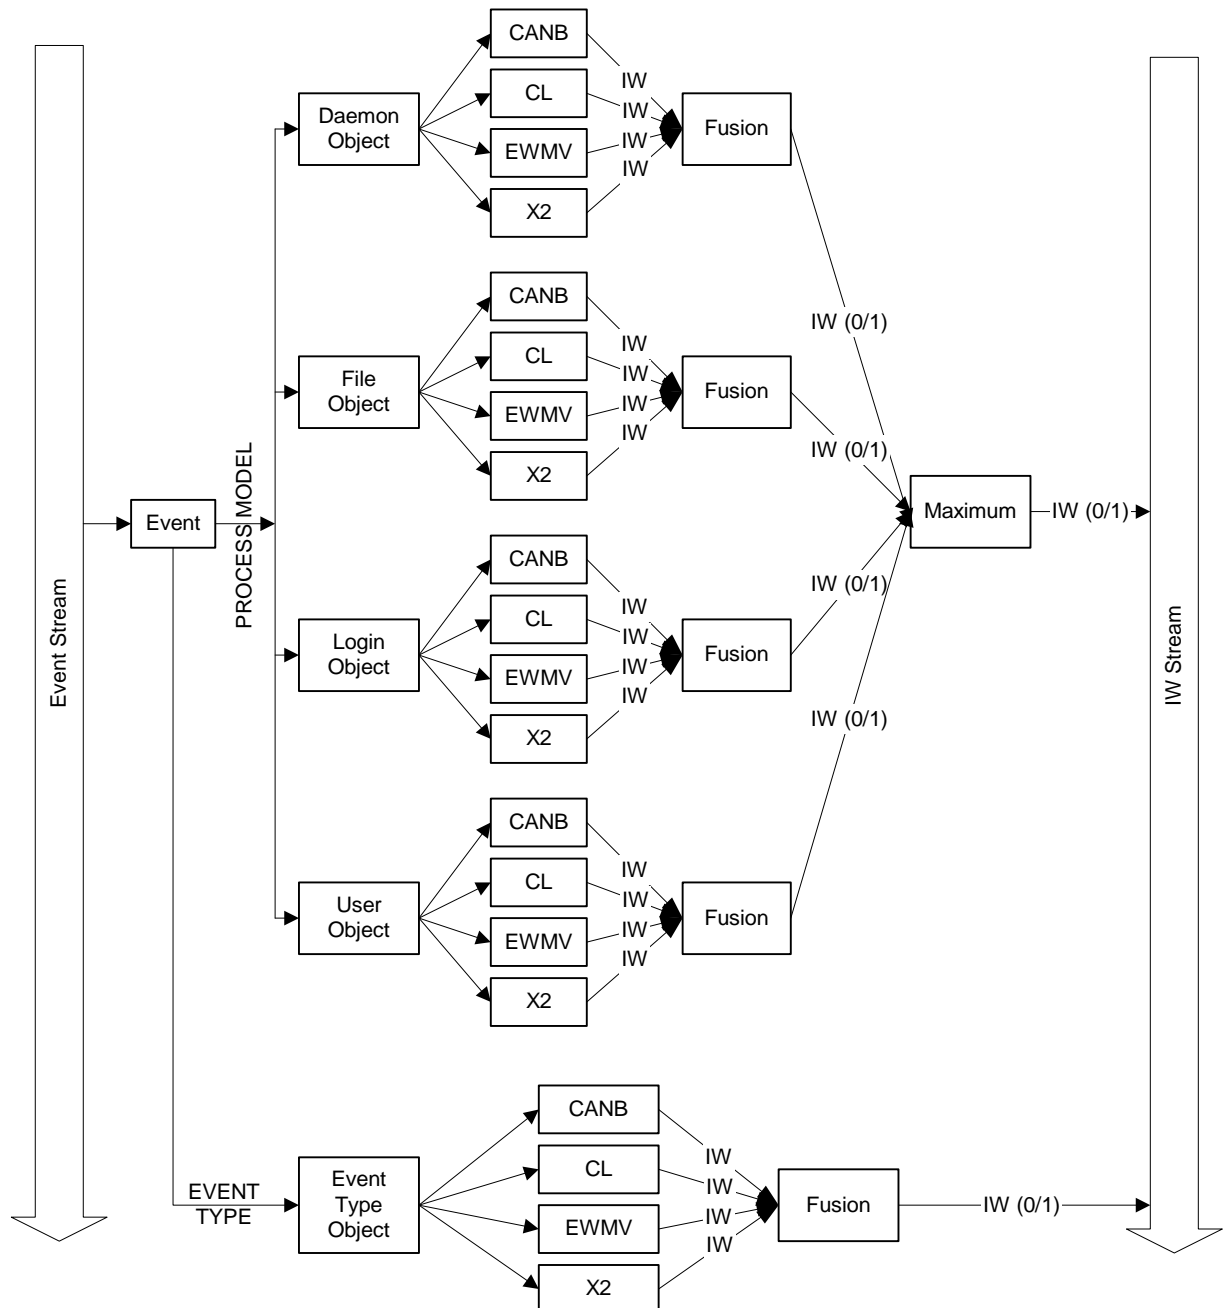 CANB
IW
CL
IW
Daemon
Object
Fusion
IW
EWMV
IW
X2
CANB
IW (0/1)
IW
CL
IW
File
Object
Fusion
IW
EWMV
IW
IW (0/1)
X2
PROCESS MODEL
Event
Maximum
IW (0/1)
CANB
IW (0/1)
IW
CL
IW
Login
Object
Fusion
IW
EWMV
IW
X2
IW (0/1)
Event Stream
IW Stream
CANB
IW
CL
IW
User
Object
Fusion
IW
EWMV
IW
X2
CANB
IW
CL
IW
EVENT
TYPE
Event
Type
Object
Fusion
IW (0/1)
IW
EWMV
IW
X2